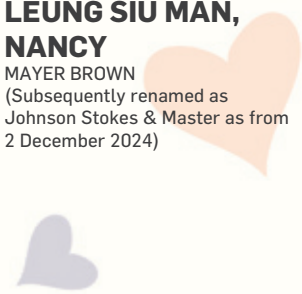 LEUNG SIU MAN,
NANCY
MAYER BROWN
(Subsequently renamed as
Johnson Stokes & Master as from
2 December 2024)